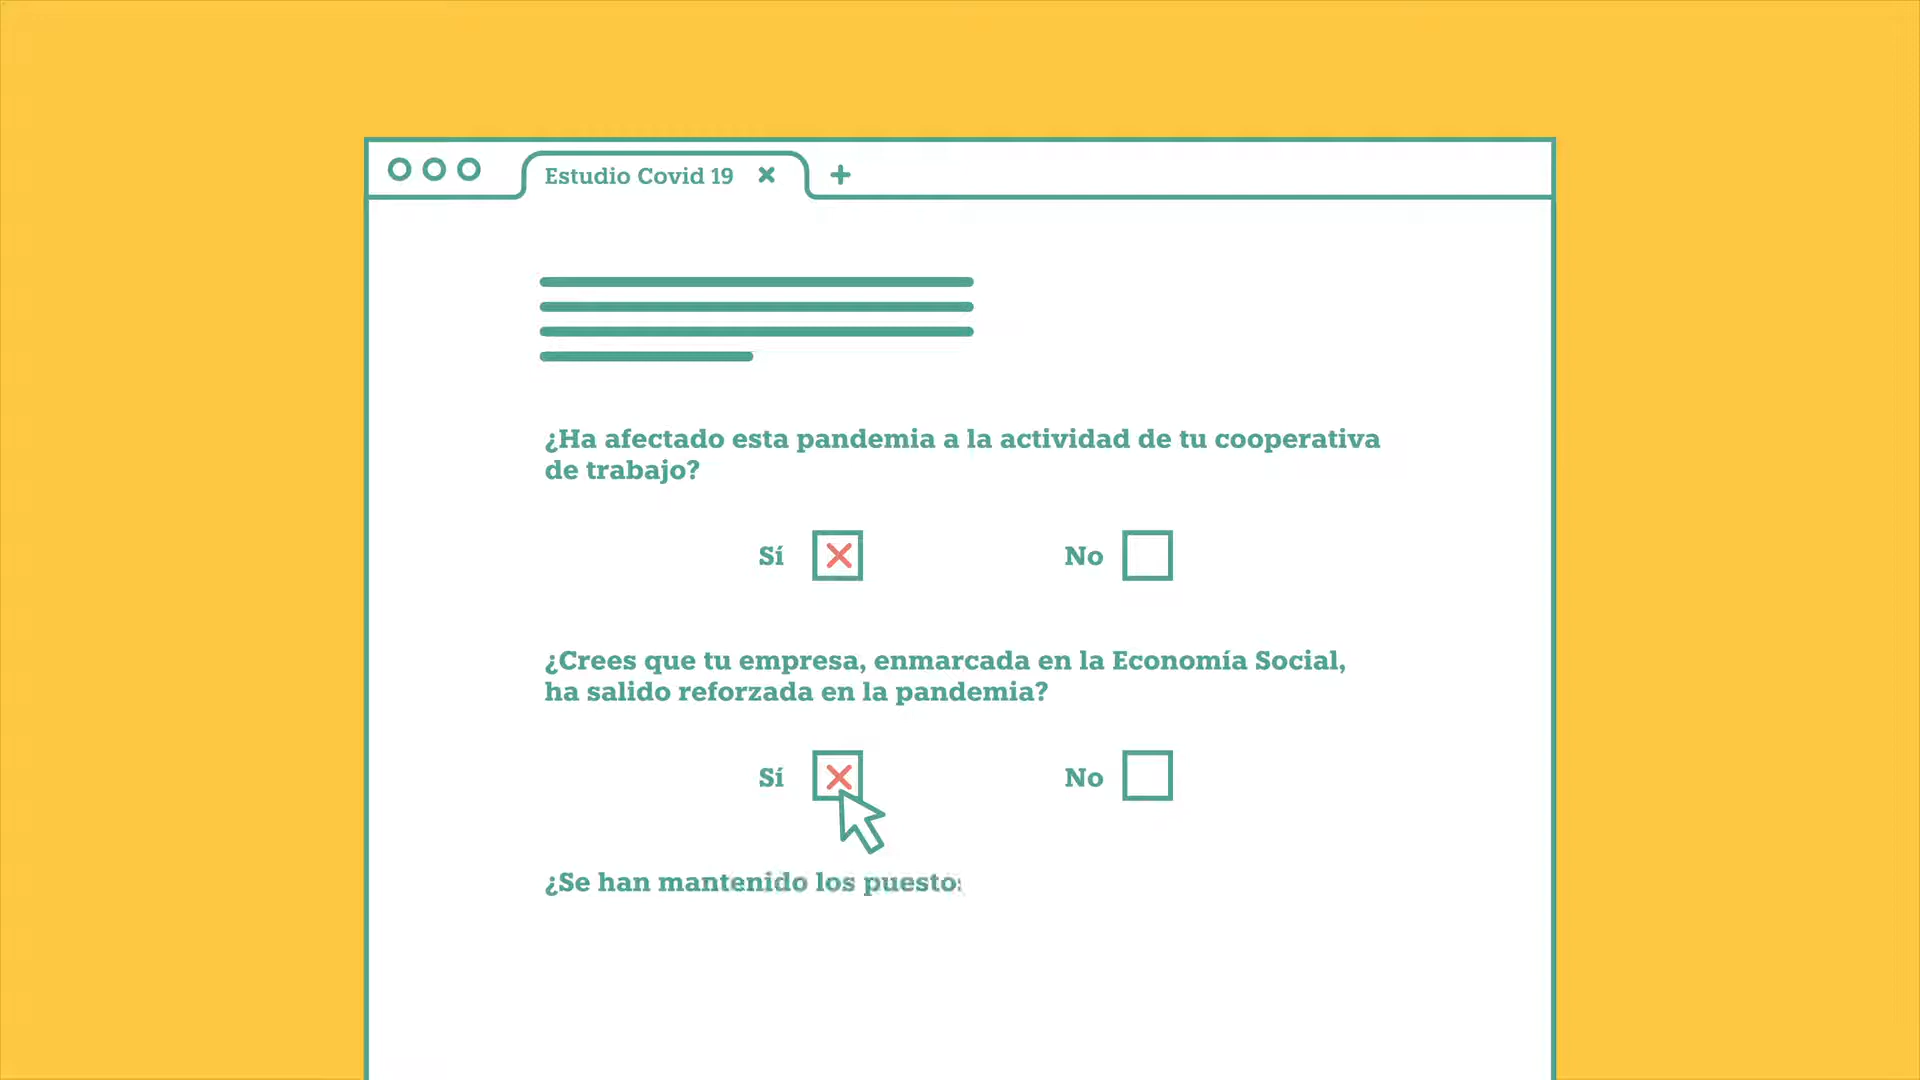 Estudio Covid 19
¿Ha afectado esta pandemia a la actividad de tu cooperativa
de trabajo?
Sí No
¿Crees que tu empresa, enmarcada en la Economía Social,
ha salido reforzada en la pandemia?
Sí No
¿Se han mantenido los puestos